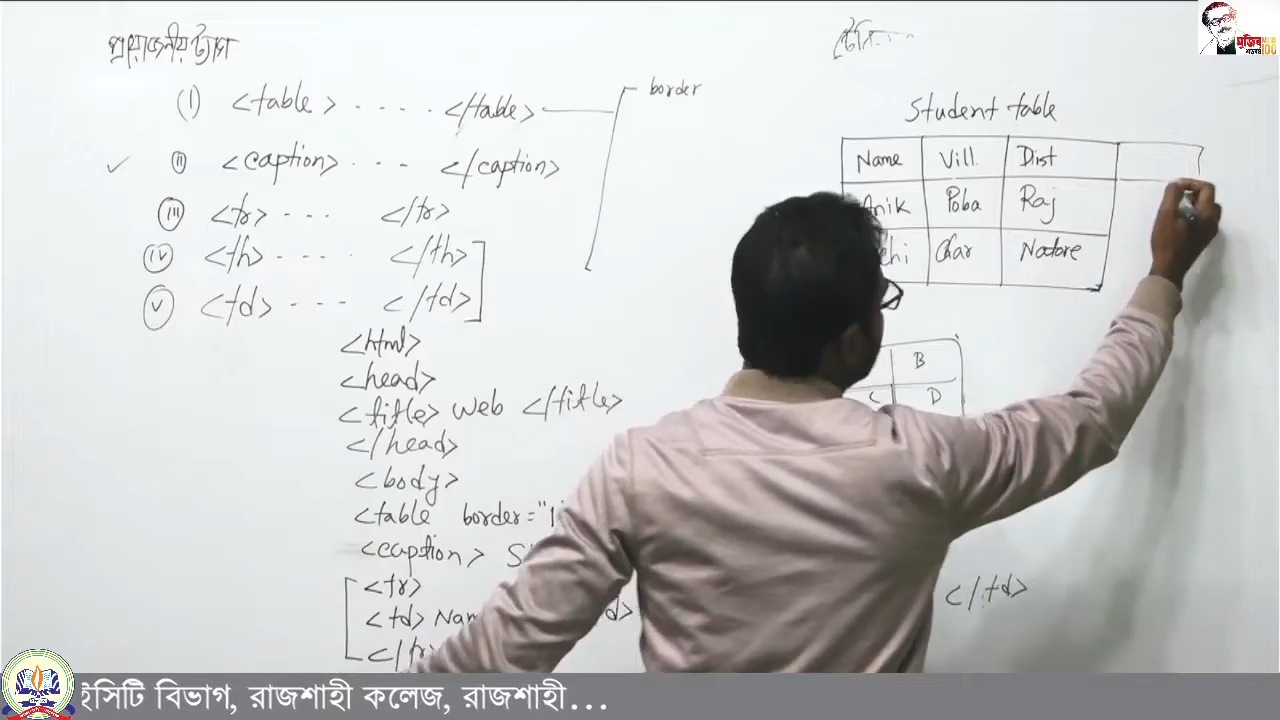 প্রয়োজনীয় ট্যাগ
(i) <table> . . . . </table>
border
✓ (ii) <caption> . . . </caption>
(iii) <tr> . . . </tr>
(iv) <th> . . . . </th>
(v) <td> . . . </td>
<html>
<head>
<title> Web </title>
</head>
<body>
<table border="1
<caption> S
<tr>
<td> Nam
</td>
Student table
Name Vill. Dist
Anik Poba Raj
hi Char Natore
B
C D
মুজিব
100
ইসিটি বিভাগ, রাজশাহী কলেজ, রাজশাহী...